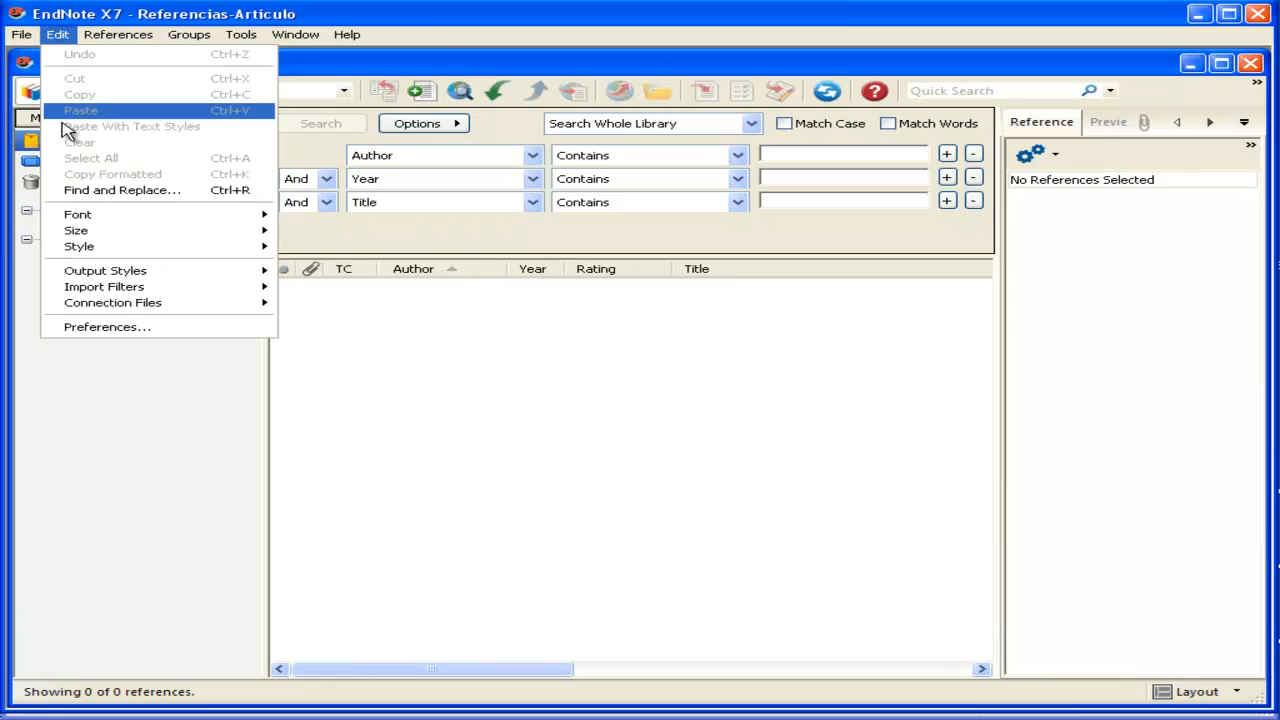 EndNote X7 - Referencias-Articulo
File Edit References Groups Tools Window Help
Undo Ctrl+Z
Cut Ctrl+X
Copy Ctrl+C
Paste Ctrl+V
Paste With Text Styles
Clear
Select All Ctrl+A
Copy Formatted Ctrl+K
Find and Replace... Ctrl+R
Font
Size
Style
Output Styles
Import Filters
Connection Files
Preferences...
Quick Search
M
Search Options Search Whole Library Match Case Match Words
Author Contains + -
And Year Contains + -
And Title Contains + -
TC Author Year Rating Title
Reference Previe
No References Selected
Showing 0 of 0 references.
Layout